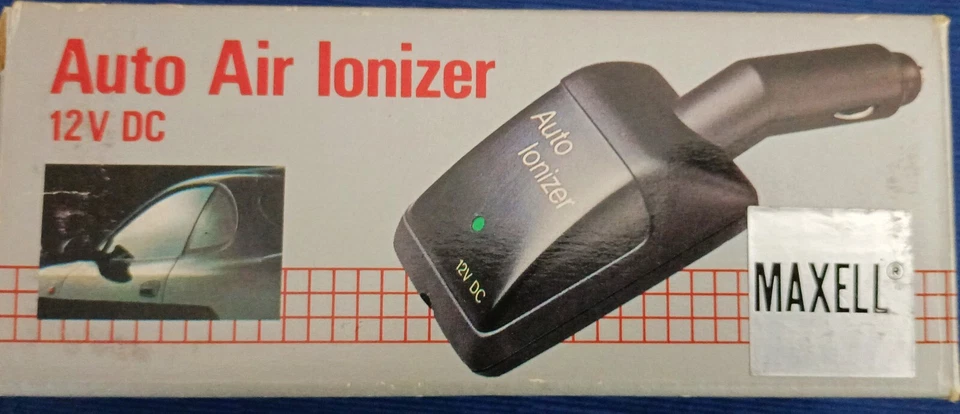 Auto Air Ionizer
12V DC
Auto
Ionizer
12V DC
MAXELL®